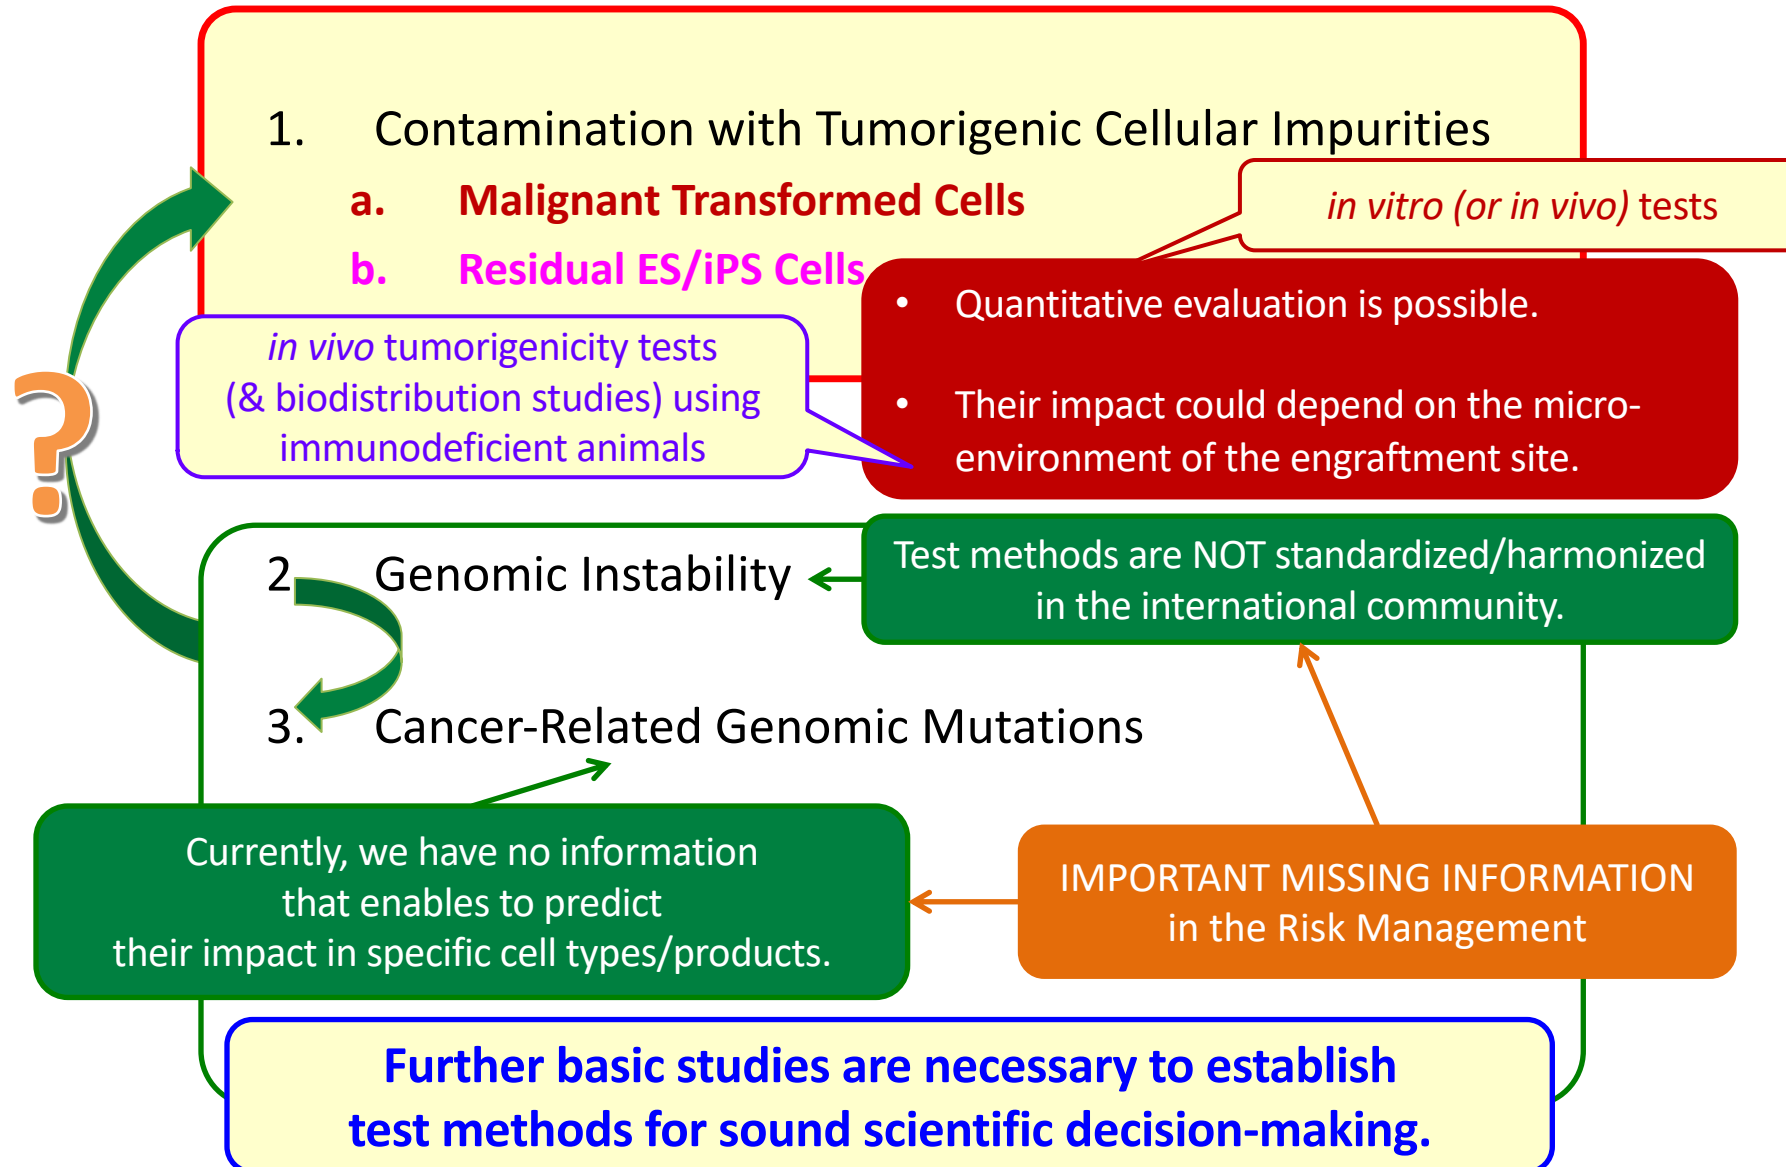 1. Contamination with Tumorigenic Cellular Impurities
a. Malignant Transformed Cells
b. Residual ES/iPS Cells
in vitro (or in vivo) tests
• Quantitative evaluation is possible.
• Their impact could depend on the micro-
environment of the engraftment site.
in vivo tumorigenicity tests
(& biodistribution studies) using
immunodeficient animals
?
2 Genomic Instability
Test methods are NOT standardized/harmonized
in the international community.
3. Cancer-Related Genomic Mutations
Currently, we have no information
that enables to predict
their impact in specific cell types/products.
IMPORTANT MISSING INFORMATION
in the Risk Management
Further basic studies are necessary to establish
test methods for sound scientific decision-making.